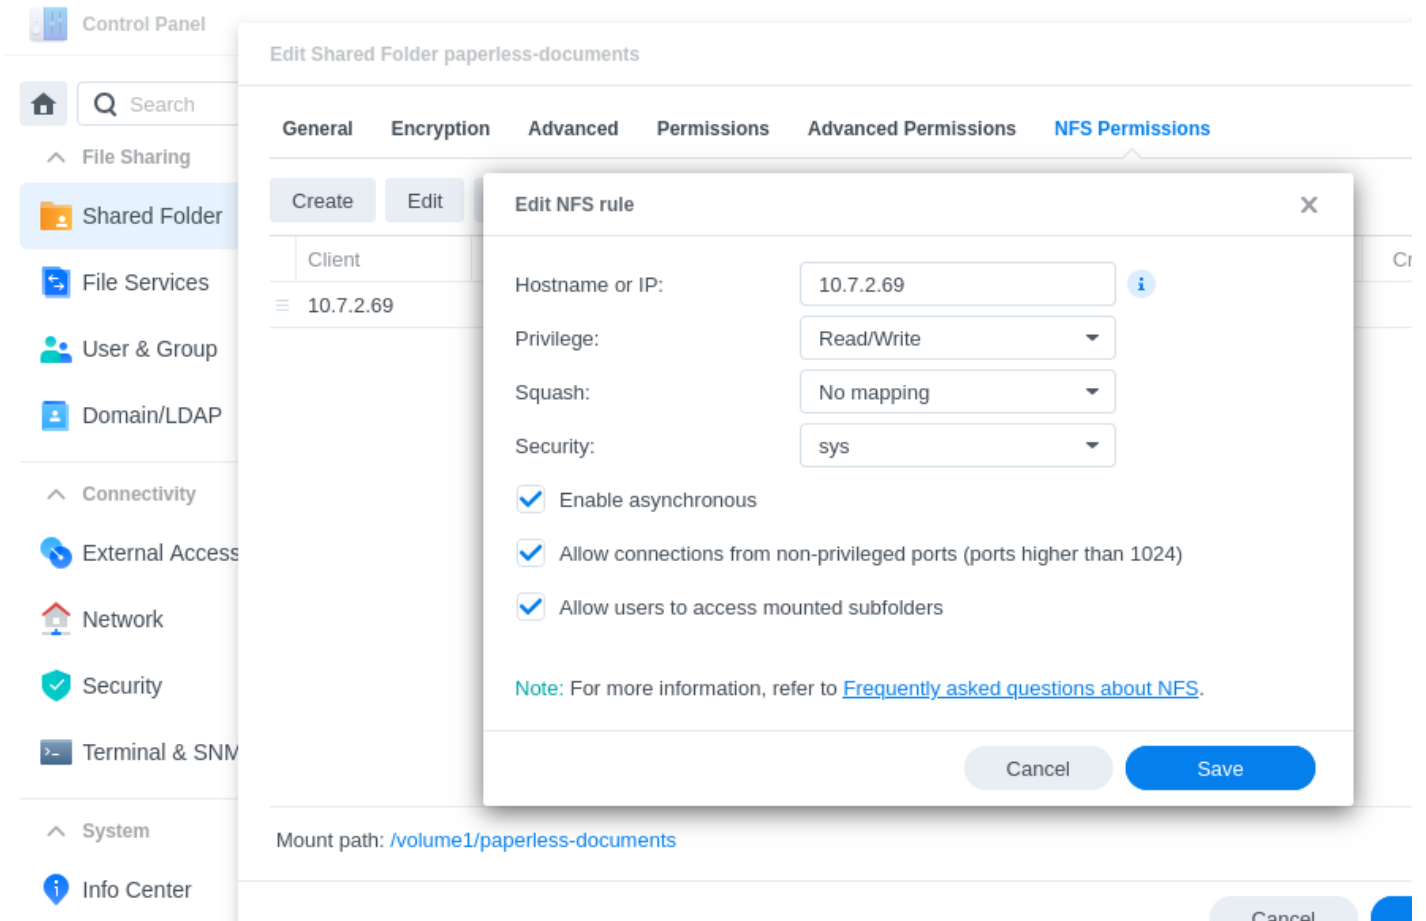 Control Panel
Edit Shared Folder paperless-documents
Search
General Encryption Advanced Permissions Advanced Permissions NFS Permissions
File Sharing
Shared Folder
File Services
User & Group
Domain/LDAP
Connectivity
External Access
Network
Security
Terminal & SNM
System
Info Center
Create Edit
Client
Cr
10.7.2.69
Edit NFS rule
Hostname or IP: 10.7.2.69
Privilege: Read/Write
Squash: No mapping
Security: sys
Enable asynchronous
Allow connections from non-privileged ports (ports higher than 1024)
Allow users to access mounted subfolders
Note: For more information, refer to Frequently asked questions about NFS.
Cancel Save
Mount path: /volume1/paperless-documents
Cancel